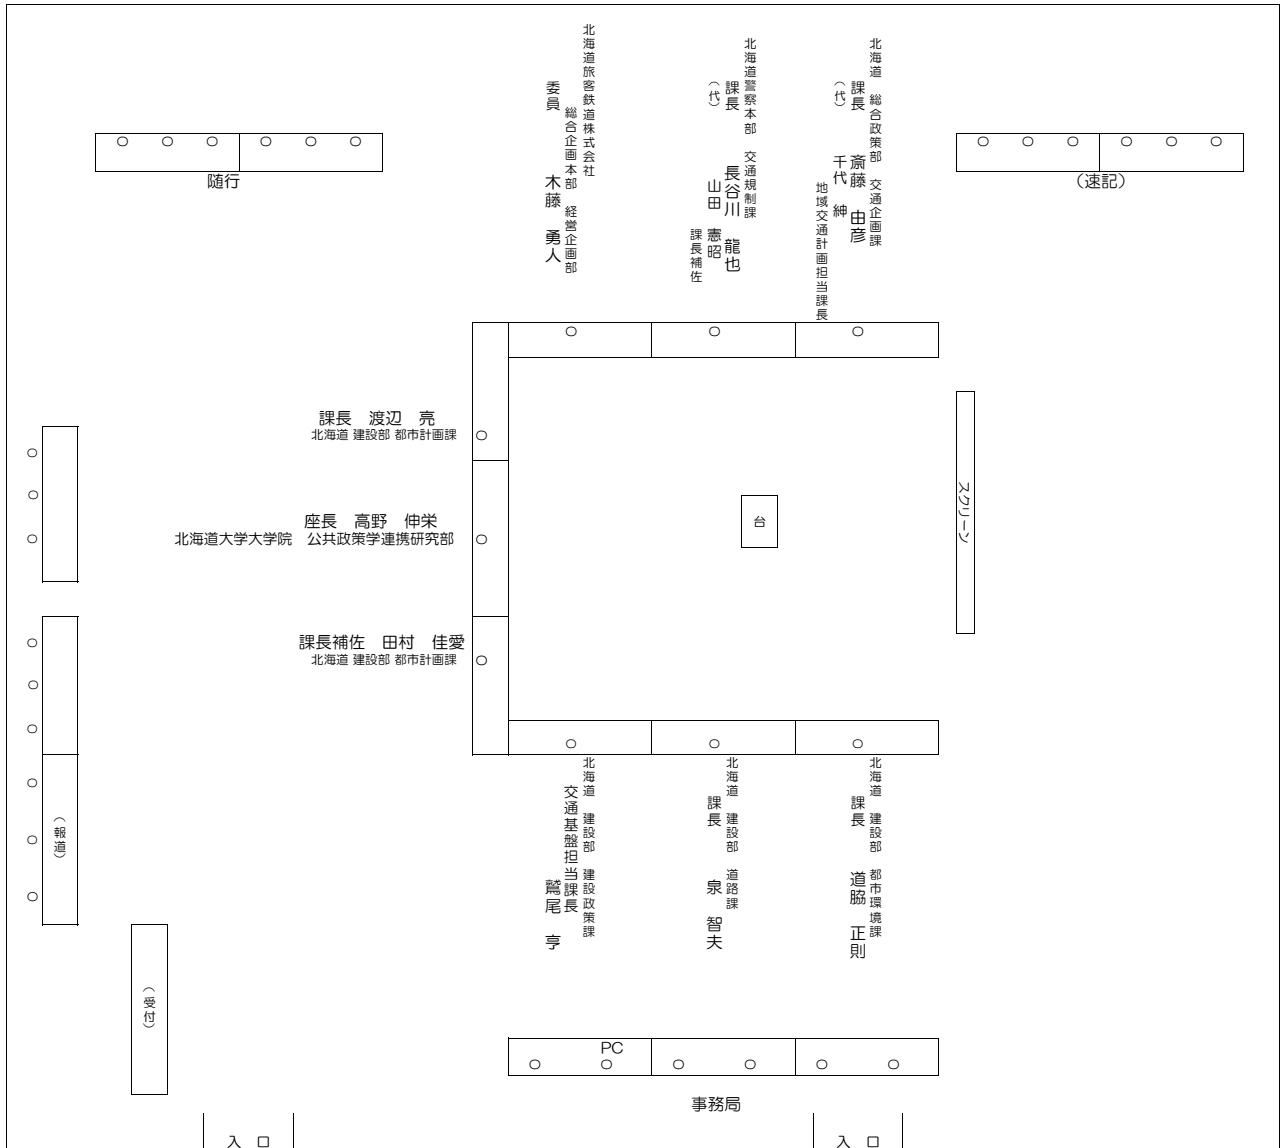 北海道 総合政策部 交通企画課
課長 斎藤 由彦
(代) 千代 紳
地域交通計画担当課長
北海道警察本部 交通規制課
課長 長谷川 龍也
(代) 山田 憲昭
課長補佐
北海道旅客鉄道株式会社
総合企画本部 経営企画部
委員 木藤 勇人
随行
(速記)
課長 渡辺 亮
北海道 建設部 都市計画課
座長 高野 伸栄
北海道大学大学院 公共政策学連携研究部
課長補佐 田村 佳愛
北海道 建設部 都市計画課
台
スクリーン
北海道 建設部 都市環境課
課長 道脇 正則
北海道 建設部 道路課
課長 泉 智夫
北海道 建設部 建設政策課
交通基盤担当課長
鷲尾 亨
(報道)
(受付)
PC
事務局
入 口
入 口